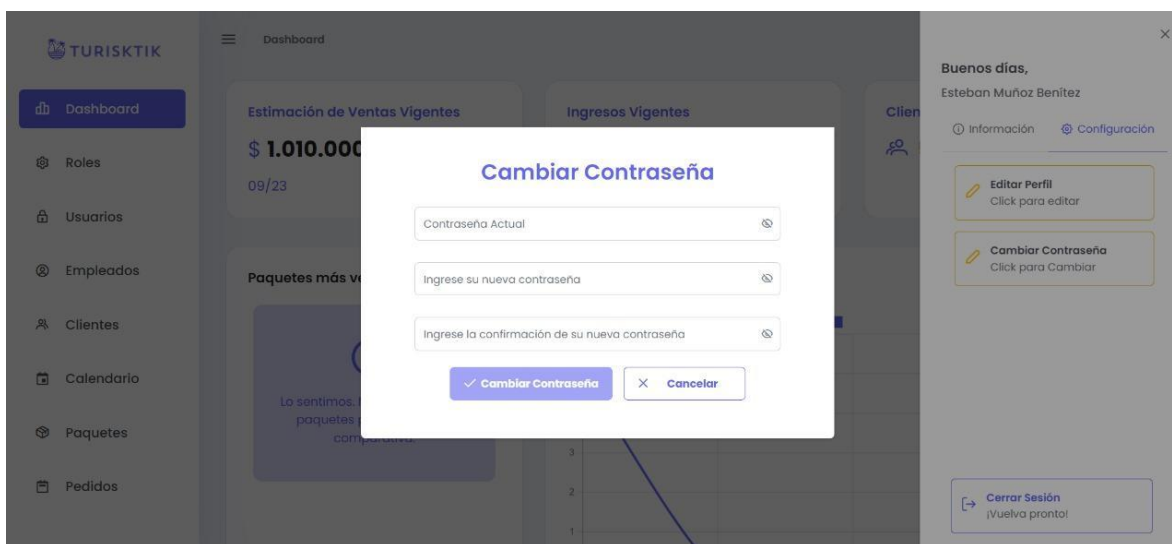 TURISKTIK
Dashboard
Roles
Usuarios
Empleados
Clientes
Calendario
Paquetes
Pedidos
Dashboard
Estimación de Ventas Vigentes
$ 1.010.000
09/23
Ingresos Vigentes
Paquetes más
Lo sentimos.
paquetes
3
2
1
Cambiar Contraseña
Contraseña Actual
Ingrese su nueva contraseña
Ingrese la confirmación de su nueva contraseña
Cambiar Contraseña
Cancelar
Buenos días,
Esteban Muñoz Benítez
Información
Configuración
Editar Perfil
Click para editar
Cambiar Contraseña
Click para Cambiar
Cerrar Sesión
¡Vuelva pronto!